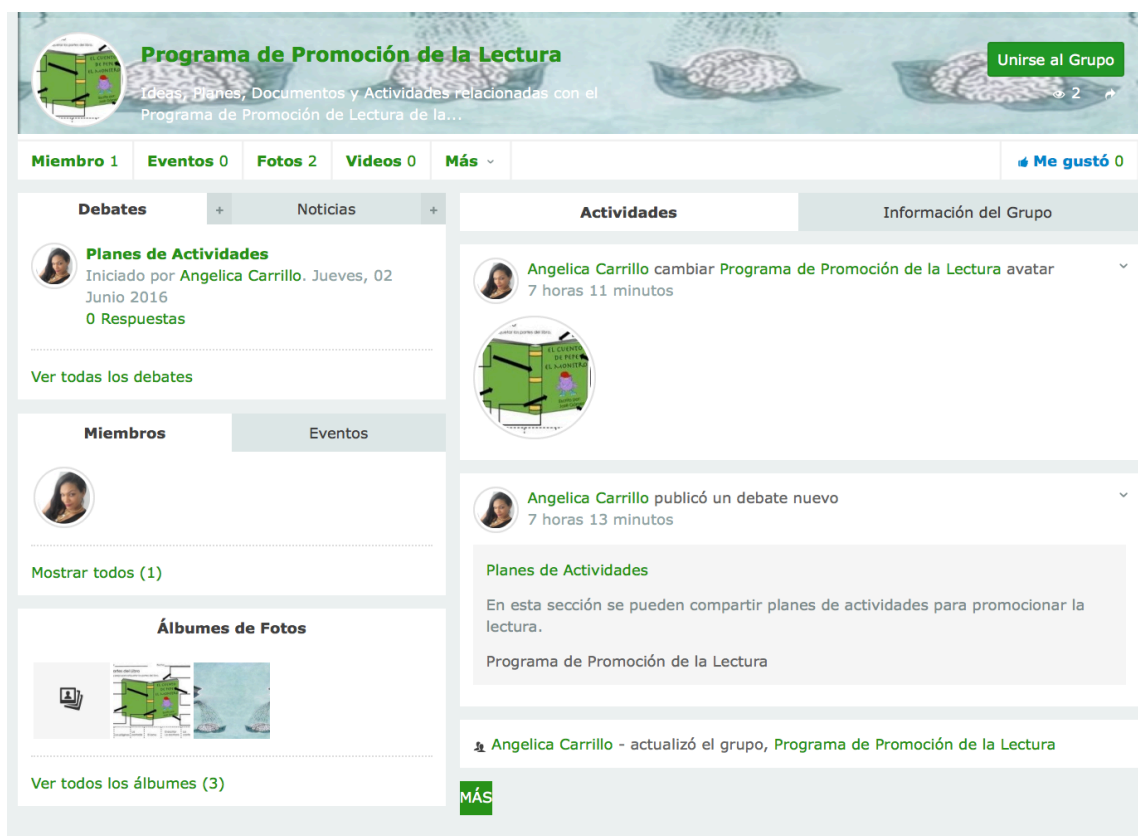 Programa de Promoción de la Lectura
Ideas, Planes, Documentos y Actividades relacionadas con el
Programa de Promoción de Lectura de la...
Unirse al Grupo
2
Miembro 1
Eventos 0
Fotos 2
Videos 0
Más
Me gustó 0
Debates
+
Noticias
+
Planes de Actividades
Iniciado por Angelica Carrillo. Jueves, 02
Junio 2016
0 Respuestas
Ver todas los debates
Miembros
Eventos
Mostrar todos (1)
Álbumes de Fotos
Ver todos los álbumes (3)
Actividades
Información del Grupo
Angelica Carrillo cambiar Programa de Promoción de la Lectura avatar
7 horas 11 minutos
EL CUENTO
DE PEPE
EL MONSTRO
Angelica Carrillo publicó un debate nuevo
7 horas 13 minutos
Planes de Actividades
En esta sección se pueden compartir planes de actividades para promocionar la
lectura.
Programa de Promoción de la Lectura
Angelica Carrillo - actualizó el grupo, Programa de Promoción de la Lectura
MÁS